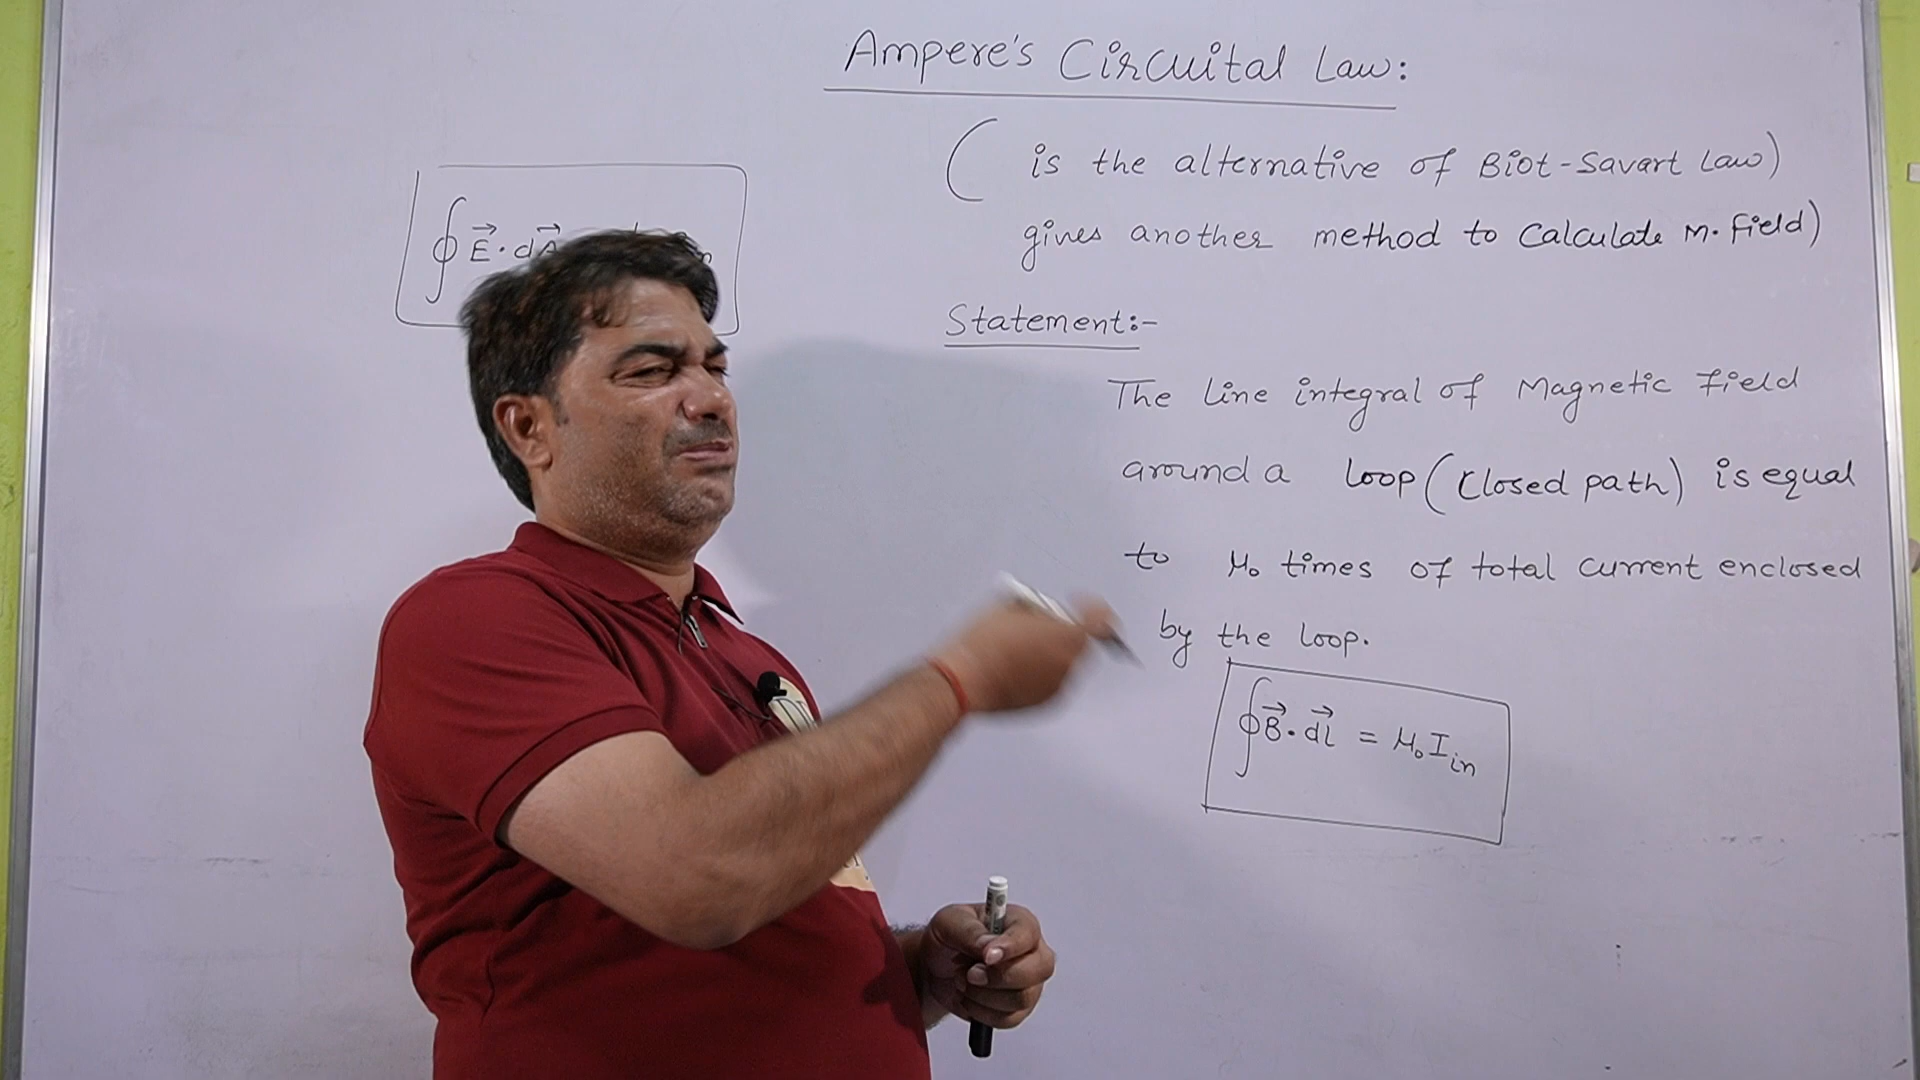 Ampere's Circuital Law:
( is the alternative of Biot-Savart Law)
gives another method to Calculate M. Field)
Statement:-
The line integral of Magnetic field
around a loop (closed path) is equal
to μ₀ times of total current enclosed
by the loop.
∮B⃗·dl⃗ = μ₀I_in
∮E⃗·dA⃗